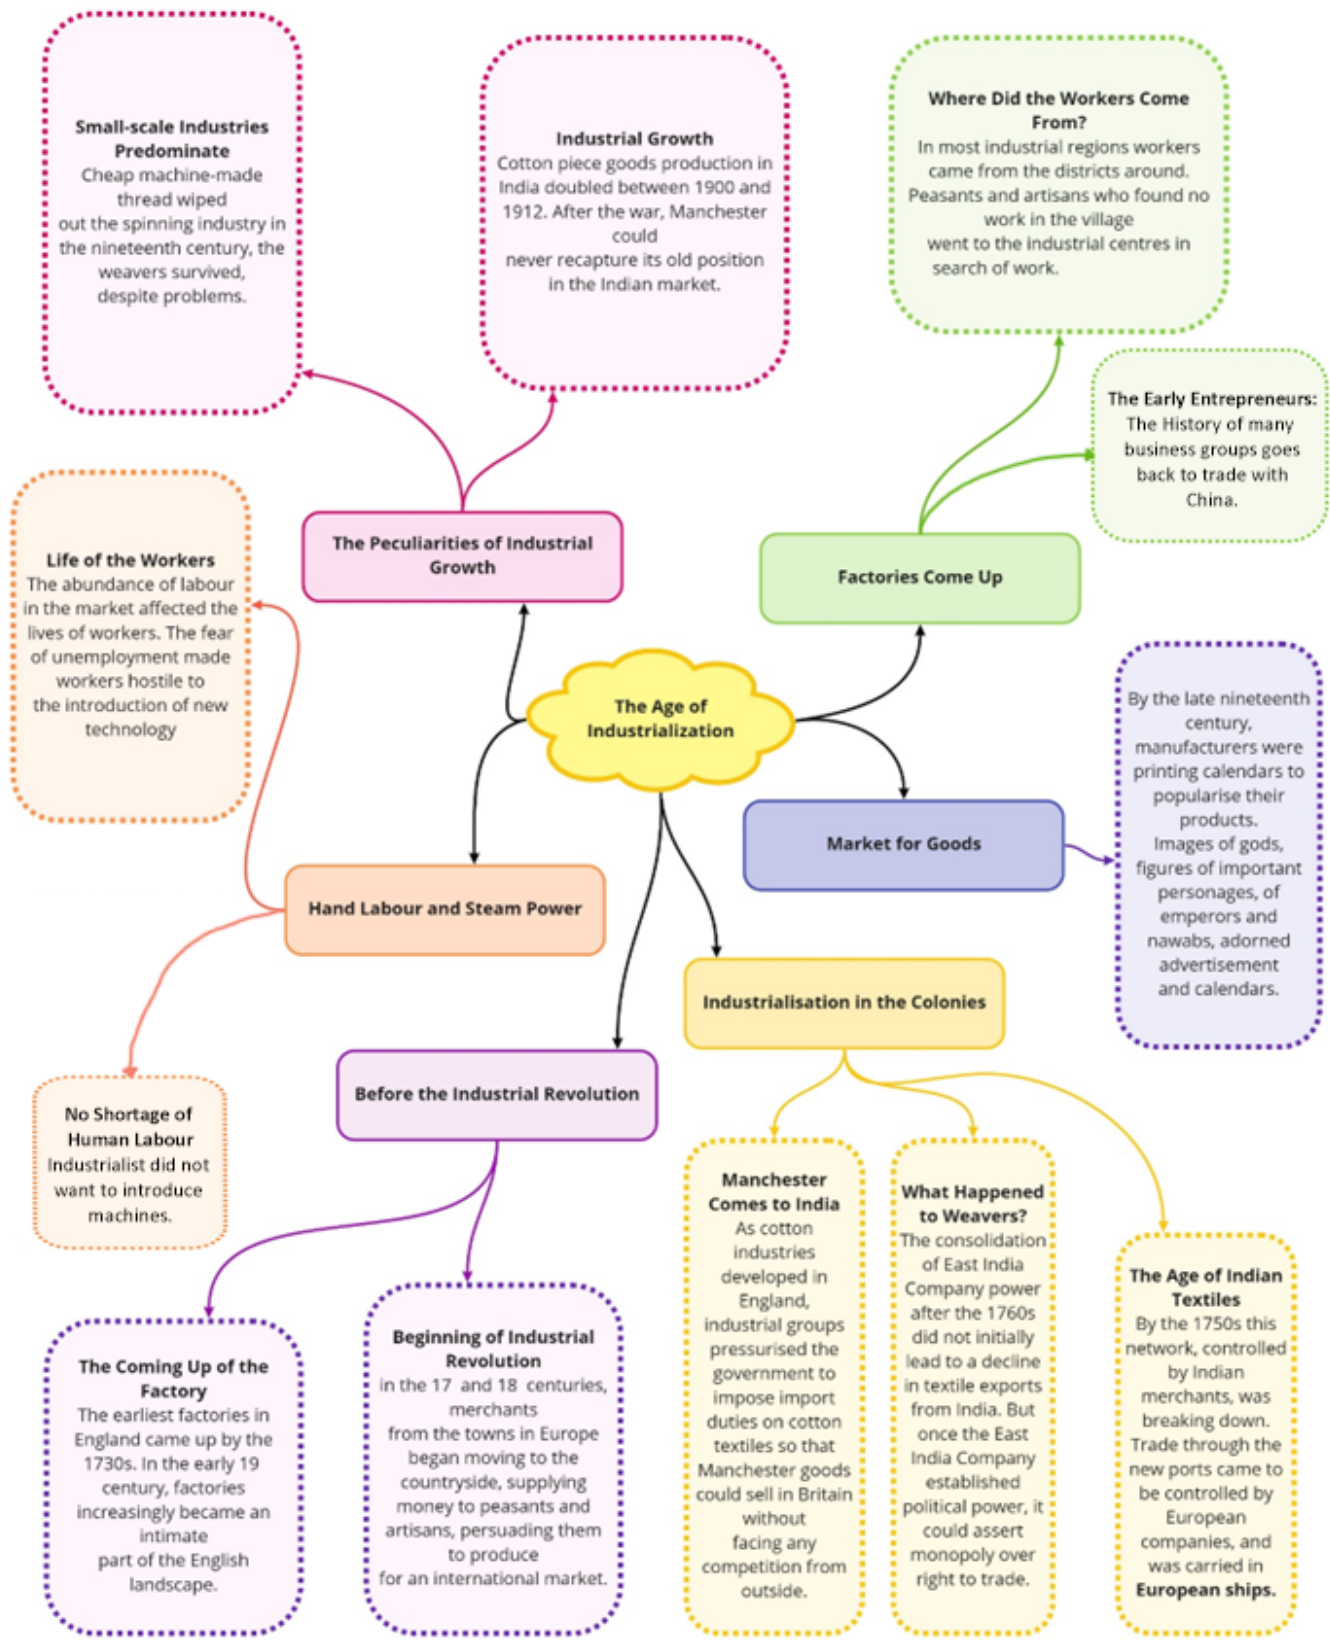 Small-scale Industries
Predominate
Cheap machine-made
thread wiped
out the spinning industry in
the nineteenth century, the
weavers survived,
despite problems.
Industrial Growth
Cotton piece goods production in
India doubled between 1900 and
1912. After the war, Manchester
could
never recapture its old position
in the Indian market.
Where Did the Workers Come
From?
In most industrial regions workers
came from the districts around.
Peasants and artisans who found no
work in the village
went to the industrial centres in
search of work.
The Early Entrepreneurs:
The History of many
business groups goes
back to trade with
China.
The Peculiarities of Industrial
Growth
Factories Come Up
Life of the Workers
The abundance of labour
in the market affected the
lives of workers. The fear
of unemployment made
workers hostile to
the introduction of new
technology
The Age of
Industrialization
By the late nineteenth
century,
manufacturers were
printing calendars to
popularise their
products.
Images of gods,
figures of important
personages, of
emperors and
nawabs, adorned
advertisement
and calendars.
Market for Goods
Hand Labour and Steam Power
Industrialisation in the Colonies
Before the Industrial Revolution
No Shortage of
Human Labour
Industrialist did not
want to introduce
machines.
The Coming Up of the
Factory
The earliest factories in
England came up by the
1730s. In the early 19
century, factories
increasingly became an
intimate
part of the English
landscape.
Beginning of Industrial
Revolution
in the 17 and 18 centuries,
merchants
from the towns in Europe
began moving to the
countryside, supplying
money to peasants and
artisans, persuading them
to produce
for an international market.
Manchester
Comes to India
As cotton
industries
developed in
England,
industrial groups
pressurised the
government to
impose import
duties on cotton
textiles so that
Manchester goods
could sell in Britain
without
facing any
competition from
outside.
What Happened
to Weavers?
The consolidation
of East India
Company power
after the 1760s
did not initially
lead to a decline
in textile exports
from India. But
once the East
India Company
established
political power, it
could assert
monopoly over
right to trade.
The Age of Indian
Textiles
By the 1750s this
network, controlled
by Indian
merchants, was
breaking down.
Trade through the
new ports came to
be controlled by
European
companies, and
was carried in
European ships.